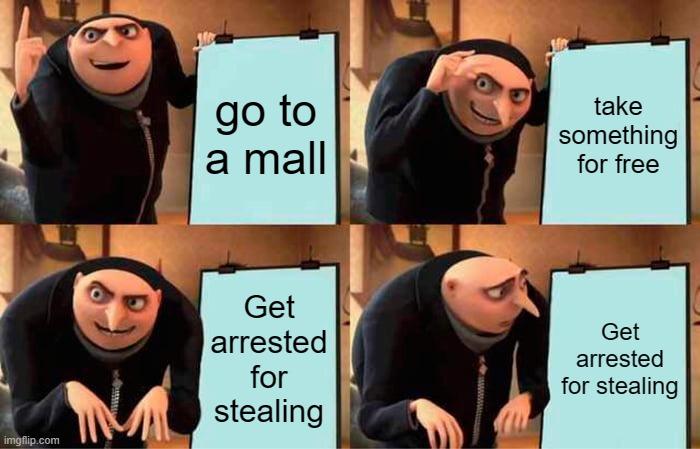 go to
a mall
take
something
for free
Get
arrested
for
stealing
Get
arrested
for stealing
imgflip.com